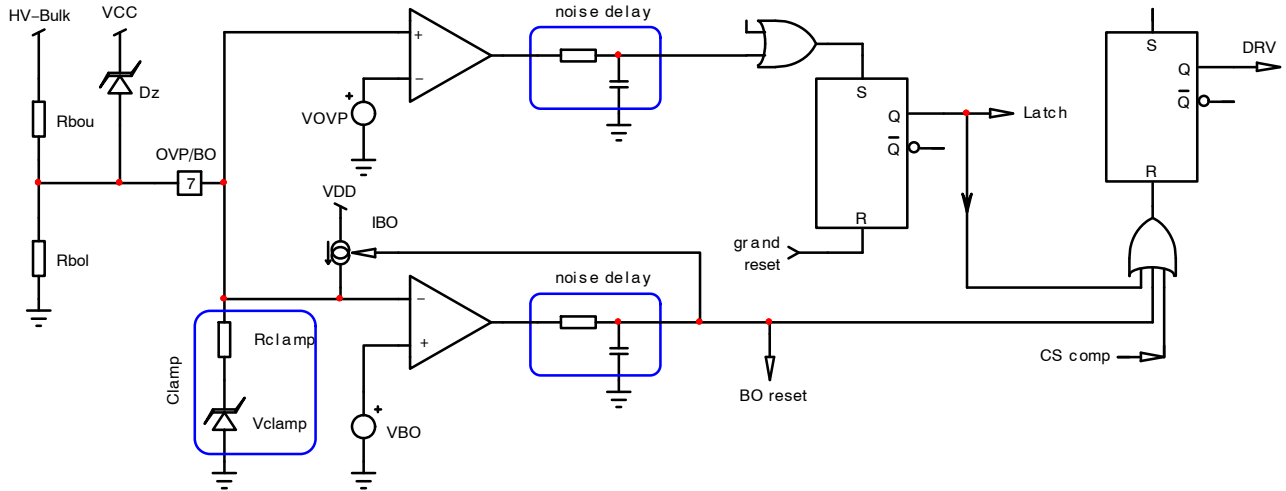 HV–Bulk
VCC
noise delay
DRV
S
Q
Q
R
+
–
Dz
Rbou
OVP/BO
7
+
VOVP
S
Q
Q
R
Latch
VDD
IBO
grand
reset
Rbol
noise delay
–
+
Clamp
Rclamp
Vclamp
+
VBO
BO reset
CS comp